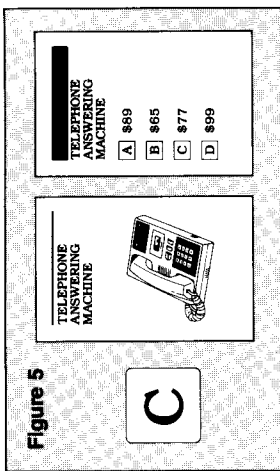 Figure 5
C
TELEPHONE
ANSWERING
MACHINE
TELEPHONE
ANSWERING
MACHINE
A $89
B $65
C $77
D $99